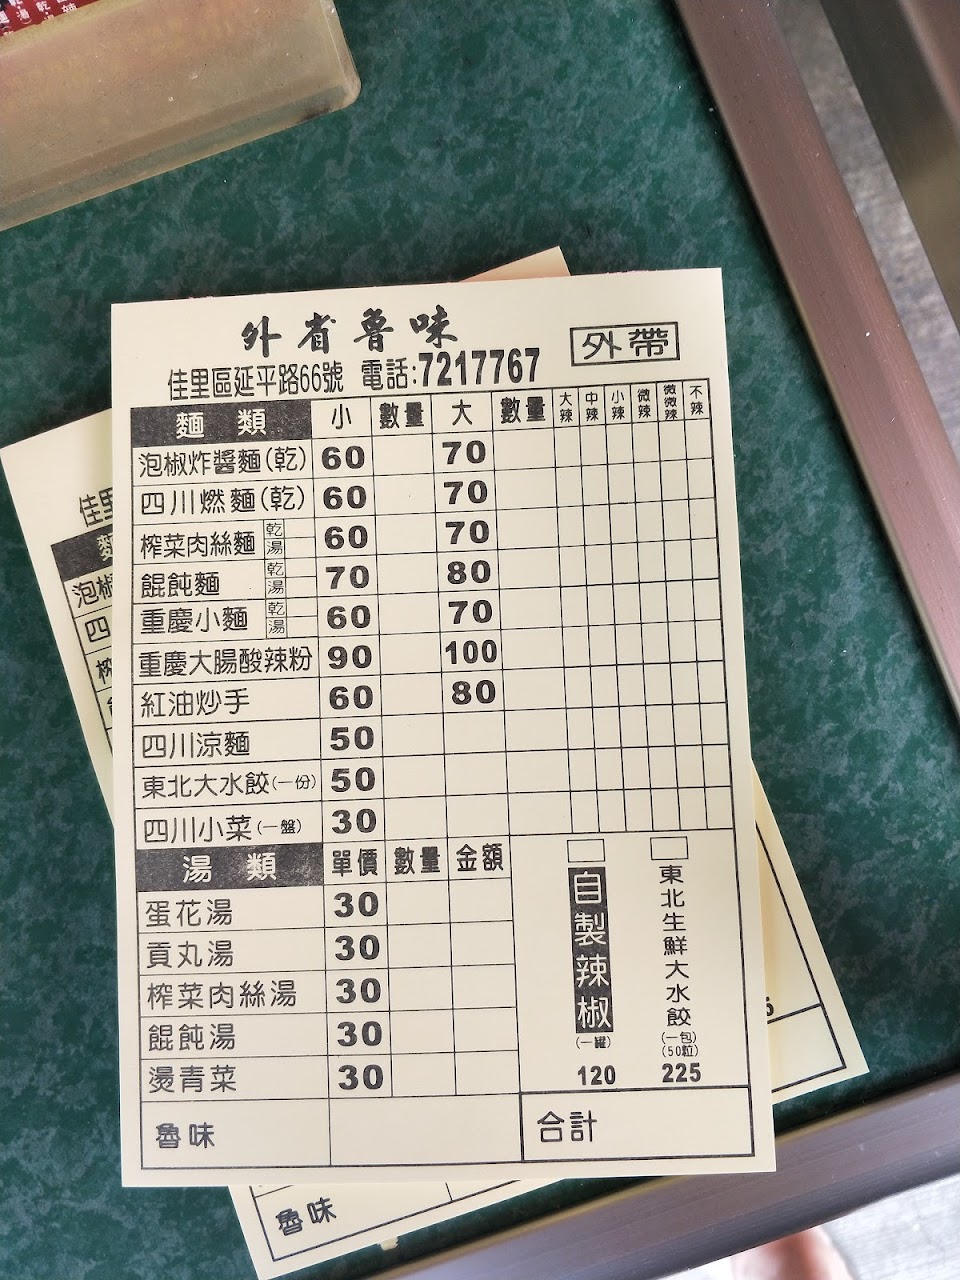 外省魯味
外帶
佳里區延平路66號 電話:7217767
麵類 小 數量 大 數量 大辣 中辣 小辣 微辣 微微辣 不辣
泡椒炸醬麵(乾) 60 70
四川燃麵(乾) 60 70
榨菜肉絲麵 乾 湯 60 70
餛飩麵 乾 湯 70 80
重慶小麵 乾 湯 60 70
重慶大腸酸辣粉 90 100
紅油炒手 60 80
四川涼麵 50
東北大水餃(一份) 50
四川小菜(一盤) 30
湯類 單價 數量 金額
蛋花湯 30
貢丸湯 30
榨菜肉絲湯 30
餛飩湯 30
燙青菜 30
魯味
自製辣椒
(一罐)
120
東北生鮮大水餃
(一包)
(50粒)
225
合計
佳里
泡椒
四
魯味